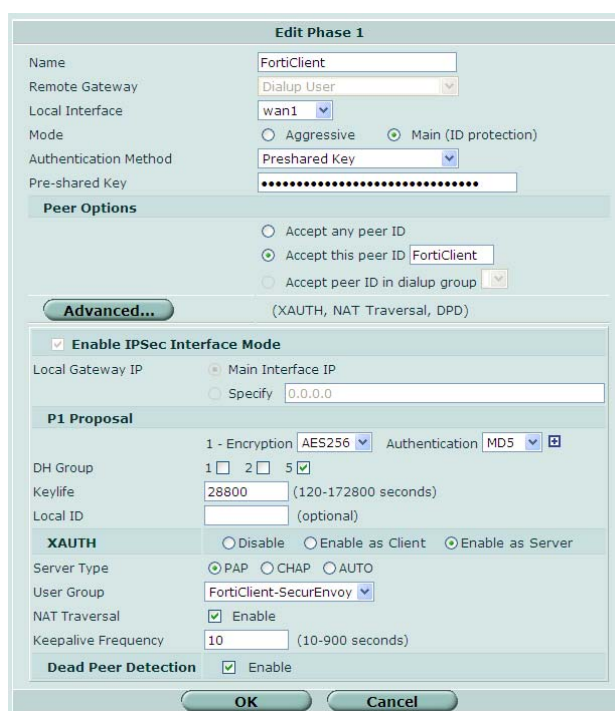 Edit Phase 1
Name FortiClient
Remote Gateway Dialup User
Local Interface wan1
Mode Aggressive Main (ID protection)
Authentication Method Preshared Key
Pre-shared Key ••••••••••••••••••••••••••••••
Peer Options
Accept any peer ID
Accept this peer ID FortiClient
Accept peer ID in dialup group
Advanced... (XAUTH, NAT Traversal, DPD)
Enable IPSec Interface Mode
Local Gateway IP Main Interface IP
Specify 0.0.0.0
P1 Proposal
1 - Encryption AES256 Authentication MD5
DH Group 1 2 5
Keylife 28800 (120-172800 seconds)
Local ID (optional)
XAUTH Disable Enable as Client Enable as Server
Server Type PAP CHAP AUTO
User Group FortiClient-SecurEnvoy
NAT Traversal Enable
Keepalive Frequency 10 (10-900 seconds)
Dead Peer Detection Enable
OK Cancel